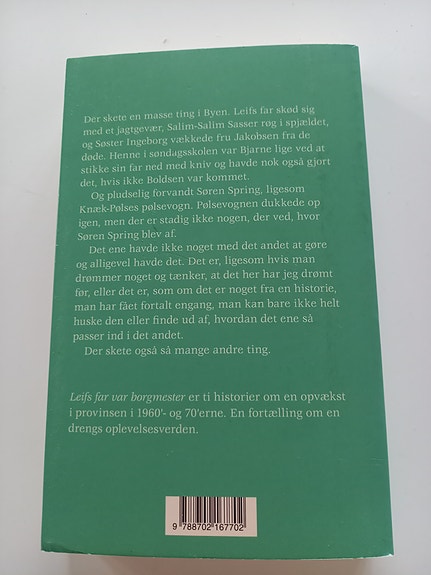 Der skete en masse ting i Byen. Leifs far skød sig
med et jagtgevær, Salim-Salim Sasser røg i spjældet,
og Søster Ingeborg vækkede fru Jakobsen fra de
døde. Henne i søndagsskolen var Bjarne lige ved at
stikke sin far ned med kniv og havde nok også gjort
det, hvis ikke Boldsen var kommet.
Og pludselig forvandt Søren Spring, ligesom
Knæk-Pølses pølsevogn. Pølsevognen dukkede op
igen, men der er stadig ikke nogen, der ved, hvor
Søren Spring blev af.
Det ene havde ikke noget med det andet at gøre
og alligevel havde det. Det er, ligesom hvis man
drømmer noget og tænker, at det her har jeg drømt
før, eller det er, som om det er noget fra en historie,
man har fået fortalt engang, man kan bare ikke helt
huske den eller finde ud af, hvordan det ene så
passer ind i det andet.
Der skete også så mange andre ting.
Leifs far var borgmester er ti historier om en opvækst
i provinsen i 1960'- og 70'erne. En fortælling om en
drengs oplevelsesverden.
9 788702 167702